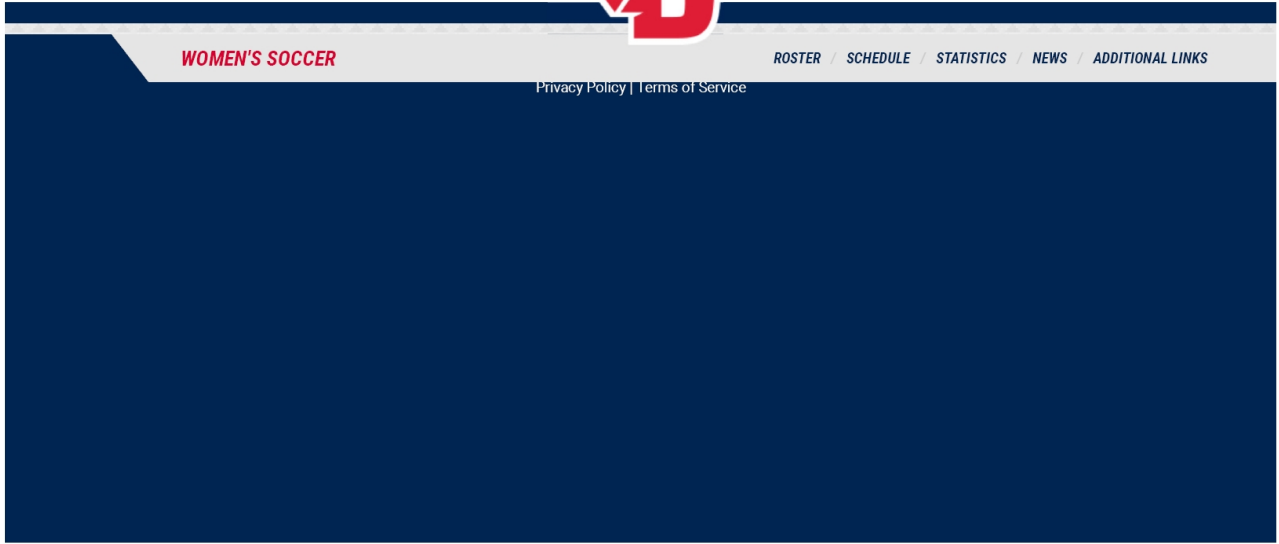 WOMEN'S SOCCER
ROSTER / SCHEDULE / STATISTICS / NEWS / ADDITIONAL LINKS
Privacy Policy | Terms of Service